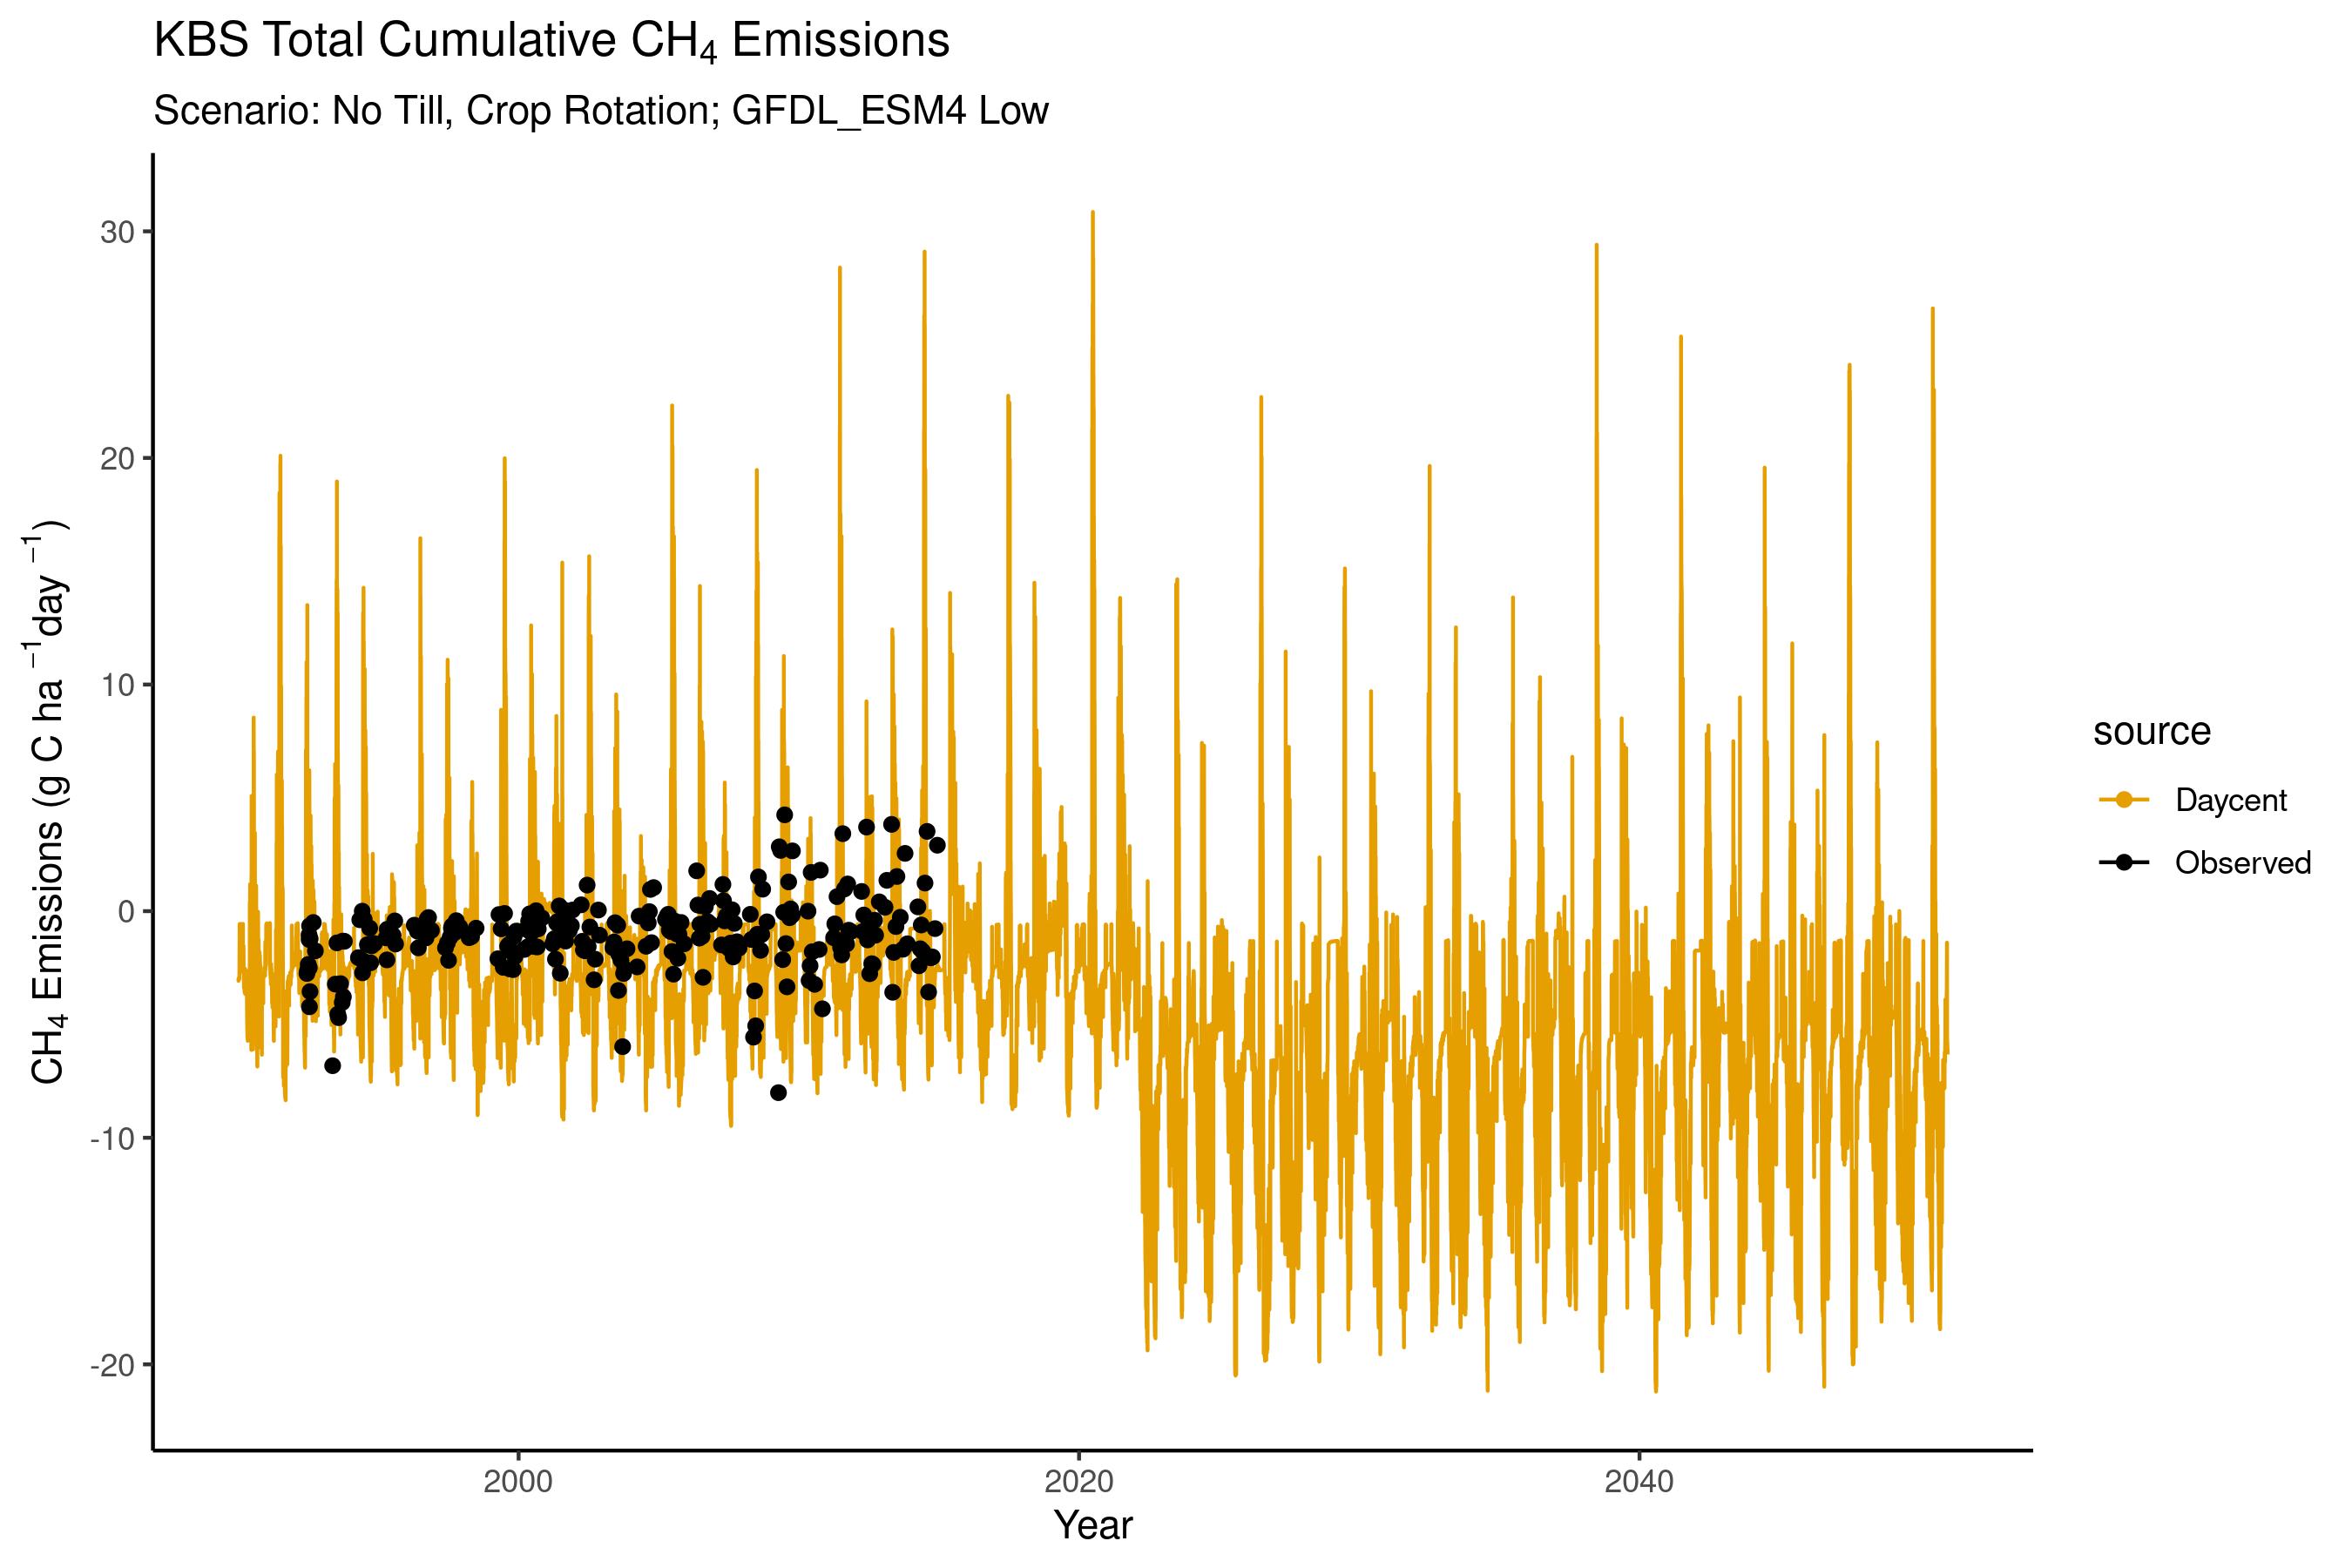 KBS Total Cumulative CH₄ Emissions
Scenario: No Till, Crop Rotation; GFDL_ESM4 Low
CH₄ Emissions (g C ha ⁻¹day ⁻¹)
30
20
10
0
-10
-20
2000
2020
2040
Year
source
Daycent
Observed